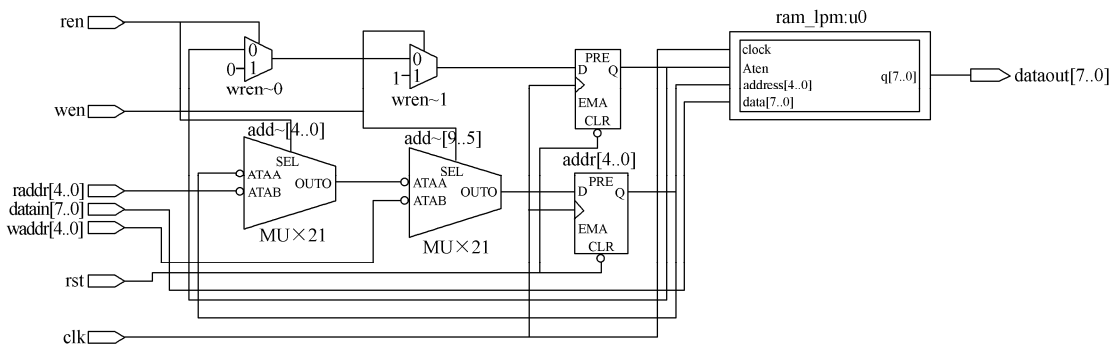 ram_lpm:u0
ren
0
0 1
wren~0
0
1 1
wren~1
PRE
D Q
EMA
CLR
clock
Aten
address[4..0]
data[7..0]
q[7..0]
dataout[7..0]
wen
add~[4..0]
SEL
ATAA
ATAB
OUTO
MU×21
add~[9..5]
SEL
ATAA
ATAB
OUTO
MU×21
addr[4..0]
PRE
D Q
EMA
CLR
raddr[4..0]
datain[7..0]
waddr[4..0]
rst
clk